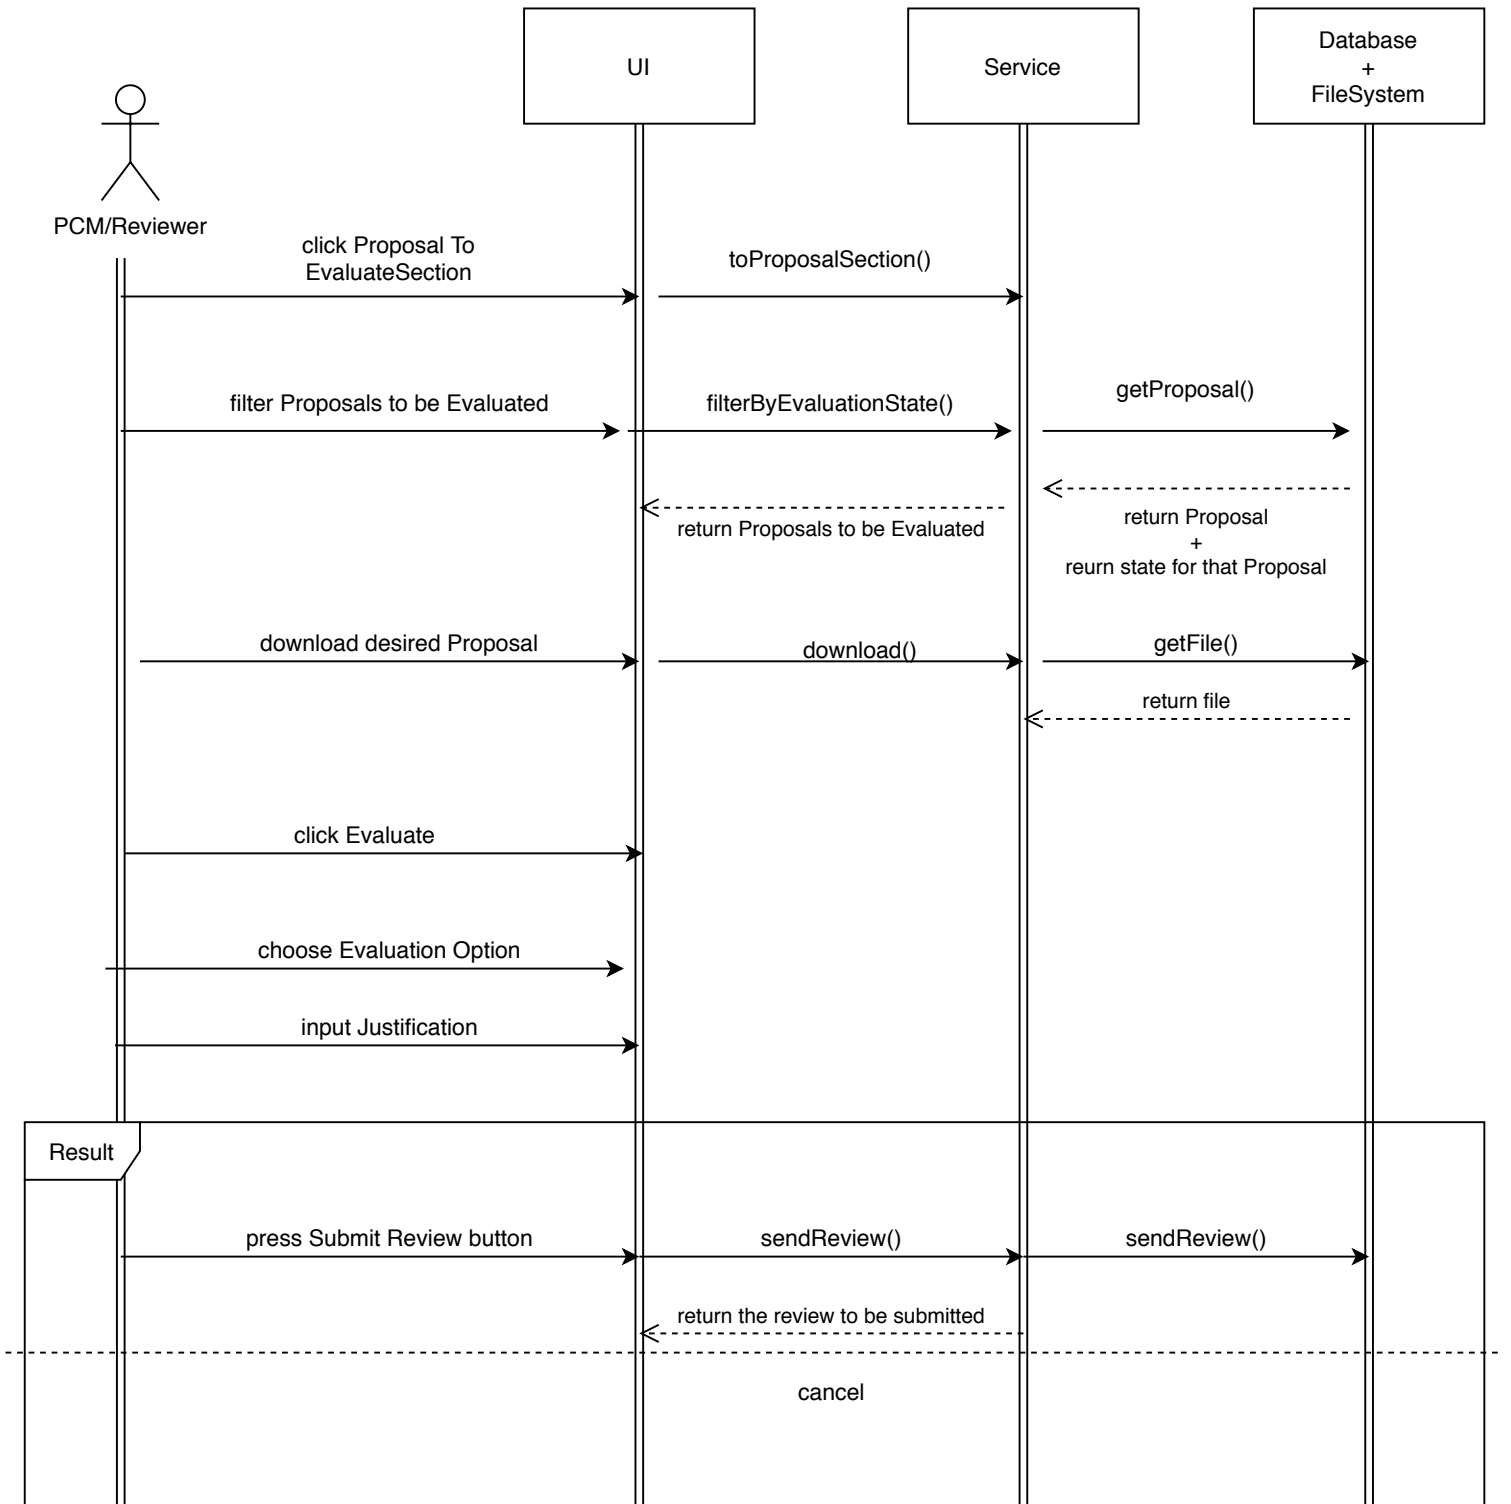 UI
Service
Database
+
FileSystem
PCM/Reviewer
click Proposal To
EvaluateSection
toProposalSection()
filter Proposals to be Evaluated
filterByEvaluationState()
getProposal()
return Proposals to be Evaluated
return Proposal
+
reurn state for that Proposal
download desired Proposal
download()
getFile()
return file
click Evaluate
choose Evaluation Option
input Justification
Result
press Submit Review button
sendReview()
sendReview()
return the review to be submitted
cancel